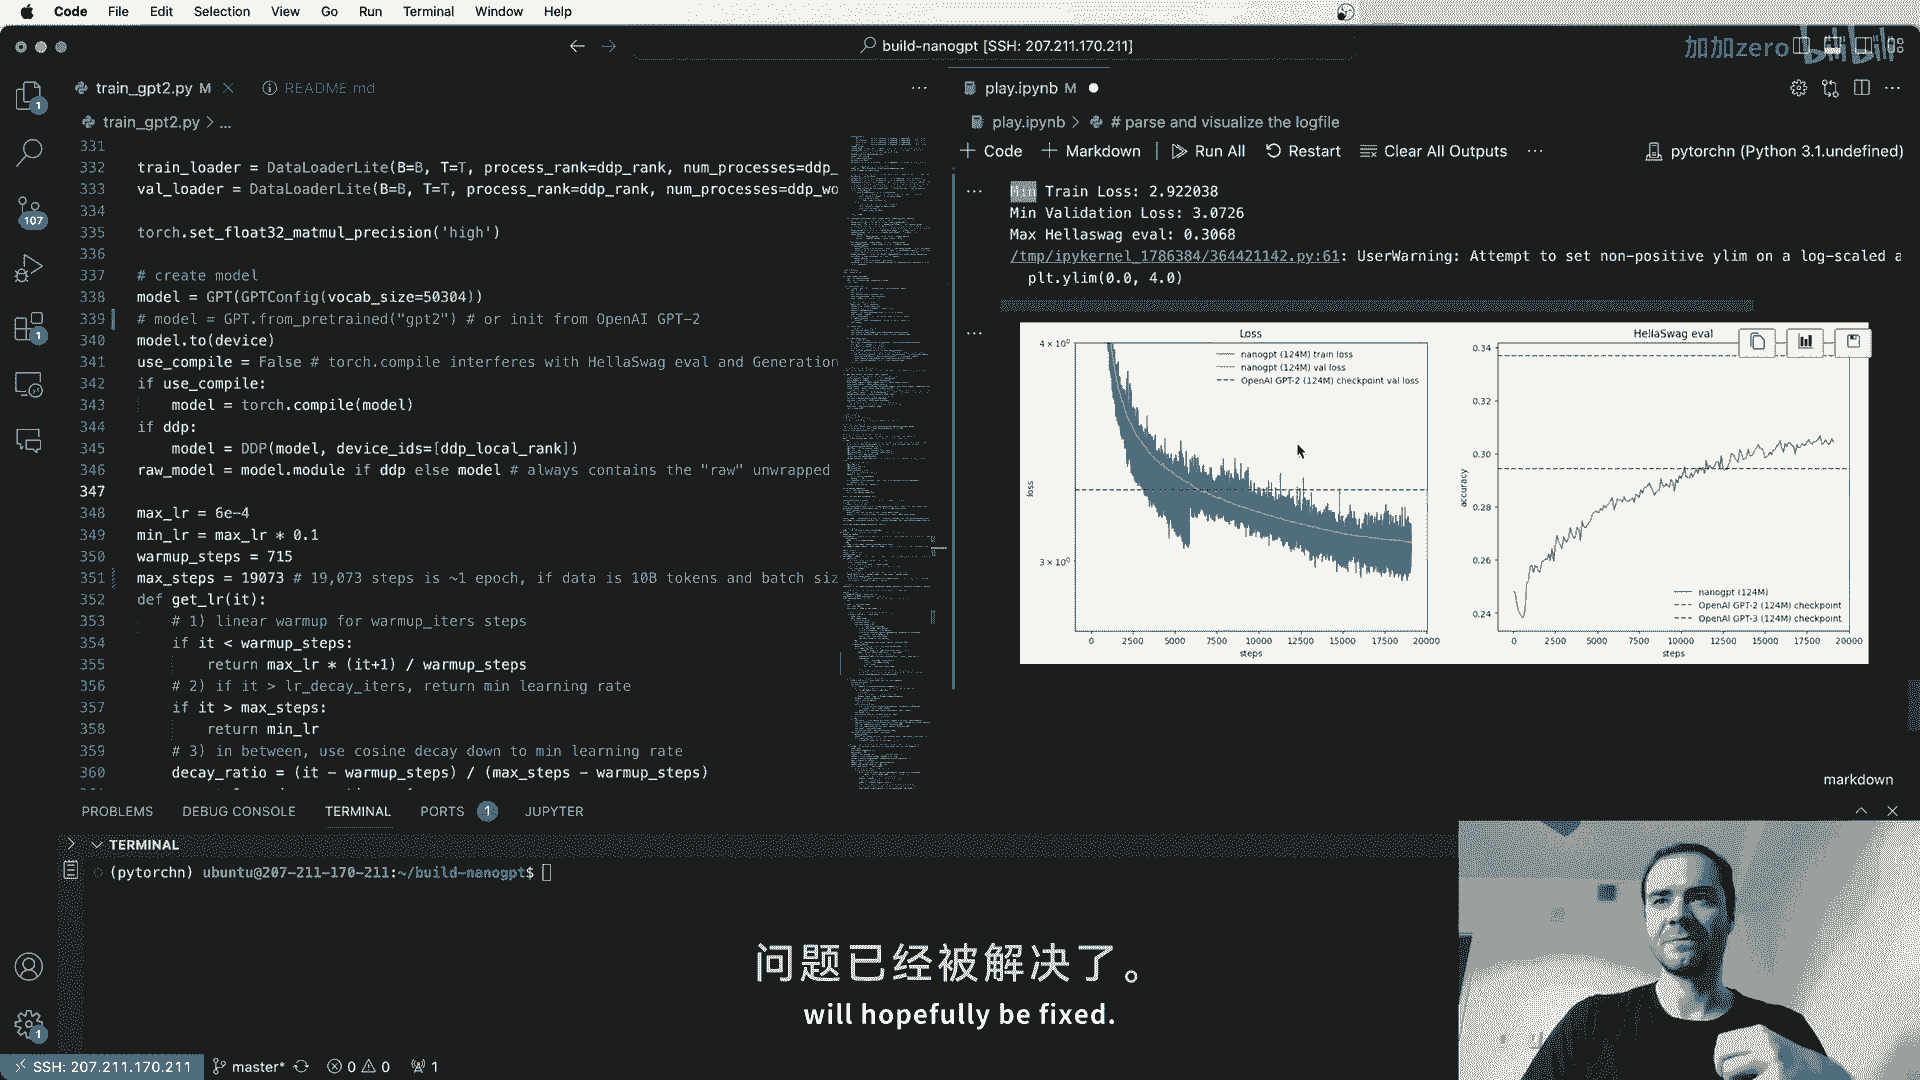 Code File Edit Selection View Go Run Terminal Window Help
build-nanogpt [SSH: 207.211.170.211]
加加zero bilibili
train_gpt2.py M
README.md
train_gpt2.py > ...
331
332 train_loader = DataLoaderLite(B=B, T=T, process_rank=ddp_rank, num_processes=ddp_
333 val_loader = DataLoaderLite(B=B, T=T, process_rank=ddp_rank, num_processes=ddp_wo
334
335 torch.set_float32_matmul_precision('high')
336
337 # create model
338 model = GPT(GPTConfig(vocab_size=50304))
339 # model = GPT.from_pretrained("gpt2") # or init from OpenAI GPT-2
340 model.to(device)
341 use_compile = False # torch.compile interferes with HellaSwag eval and Generation
342 if use_compile:
343 model = torch.compile(model)
344 if ddp:
345 model = DDP(model, device_ids=[ddp_local_rank])
346 raw_model = model.module if ddp else model # always contains the "raw" unwrapped
347
348 max_lr = 6e-4
349 min_lr = max_lr * 0.1
350 warmup_steps = 715
351 max_steps = 19073 # 19,073 steps is ~1 epoch, if data is 10B tokens and batch siz
352 def get_lr(it):
353 # 1) linear warmup for warmup_iters steps
354 if it < warmup_steps:
355 return max_lr * (it+1) / warmup_steps
356 # 2) if it > lr_decay_iters, return min learning rate
357 if it > max_steps:
358 return min_lr
359 # 3) in between, use cosine decay down to min learning rate
360 decay_ratio = (it - warmup_steps) / (max_steps - warmup_steps)
play.ipynb M
play.ipynb > # parse and visualize the logfile
Code Markdown Run All Restart Clear All Outputs ... pytorchn (Python 3.1.undefined)
Min Train Loss: 2.922038
Min Validation Loss: 3.0726
Max Hellaswag eval: 0.3068
/tmp/ipykernel_1786384/364421142.py:61: UserWarning: Attempt to set non-positive ylim on a log-scaled a
plt.ylim(0.0, 4.0)
Loss
4 × 10⁰
3 × 10⁰
loss
nanogpt (124M) train loss
nanogpt (124M) val loss
OpenAI GPT-2 (124M) checkpoint val loss
0 2500 5000 7500 10000 12500 15000 17500 20000
steps
HellaSwag eval
0.34
0.32
0.30
0.28
0.26
0.24
accuracy
nanogpt (124M)
OpenAI GPT-2 (124M) checkpoint
OpenAI GPT-3 (124M) checkpoint
0 2500 5000 7500 10000 12500 15000 17500 20000
steps
markdown
1
107
1
1
PROBLEMS DEBUG CONSOLE TERMINAL PORTS 1 JUPYTER
TERMINAL
(pytorchn) ubuntu@207-211-170-211:~/build-nanogpt$
问题已经被解决了。
will hopefully be fixed.
SSH: 207.211.170.211 master* 0 0 1